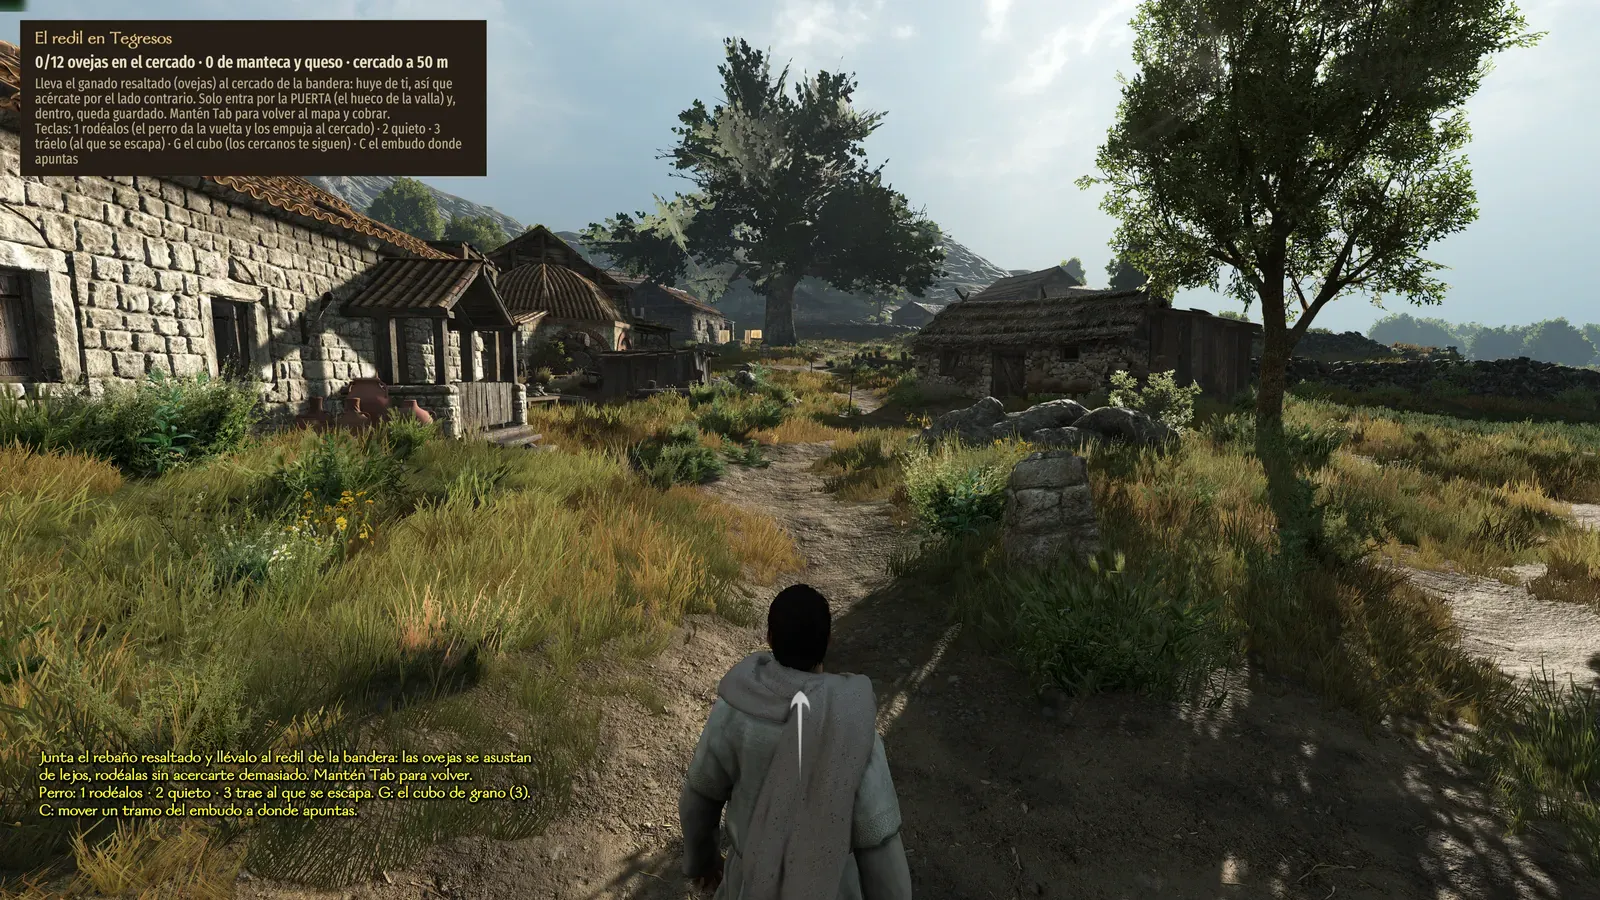 El redil en Tegresos
0/12 ovejas en el cercado · 0 de manteca y queso · cercado a 50 m
Lleva el ganado resaltado (ovejas) al cercado de la bandera: huye de ti, así que
acércate por el lado contrario. Solo entra por la PUERTA (el hueco de la valla) y,
dentro, queda guardado. Mantén Tab para volver al mapa y cobrar.
Teclas: 1 rodéalos (el perro da la vuelta y los empuja al cercado) · 2 quieto · 3
tráelo (al que se escapa) · G el cubo (los cercanos te siguen) · C el embudo donde
apuntas
Junta el rebaño resaltado y llévalo al redil de la bandera: las ovejas se asustan
de lejos, rodéalas sin acercarte demasiado. Mantén Tab para volver.
Perro: 1 rodéalos · 2 quieto · 3 trae al que se escapa. G: el cubo de grano (3).
C: mover un tramo del embudo a donde apuntas.